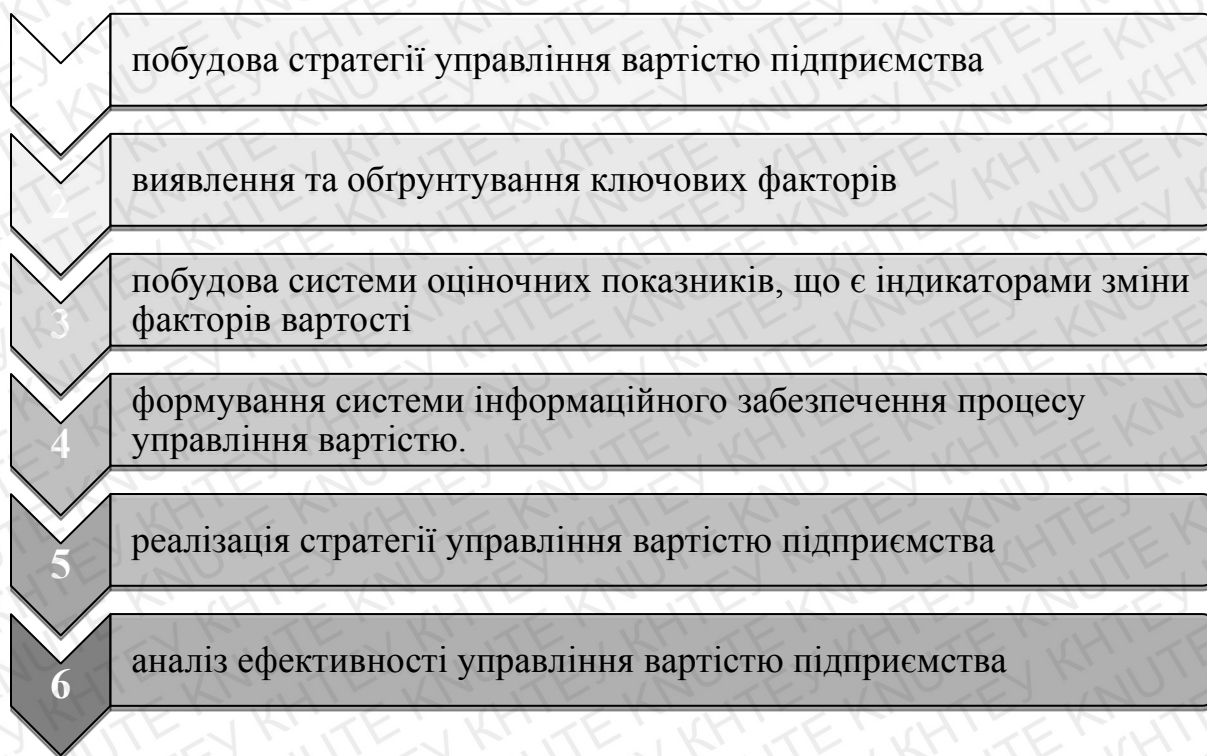 побудова стратегії управління вартістю підприємства
2
виявлення та обґрунтування ключових факторів
3
побудова системи оціночних показників, що є індикаторами зміни
факторів вартості
4
формування системи інформаційного забезпечення процесу
управління вартістю.
5
реалізація стратегії управління вартістю підприємства
6
аналіз ефективності управління вартістю підприємства
КНТЕУ KNUTE